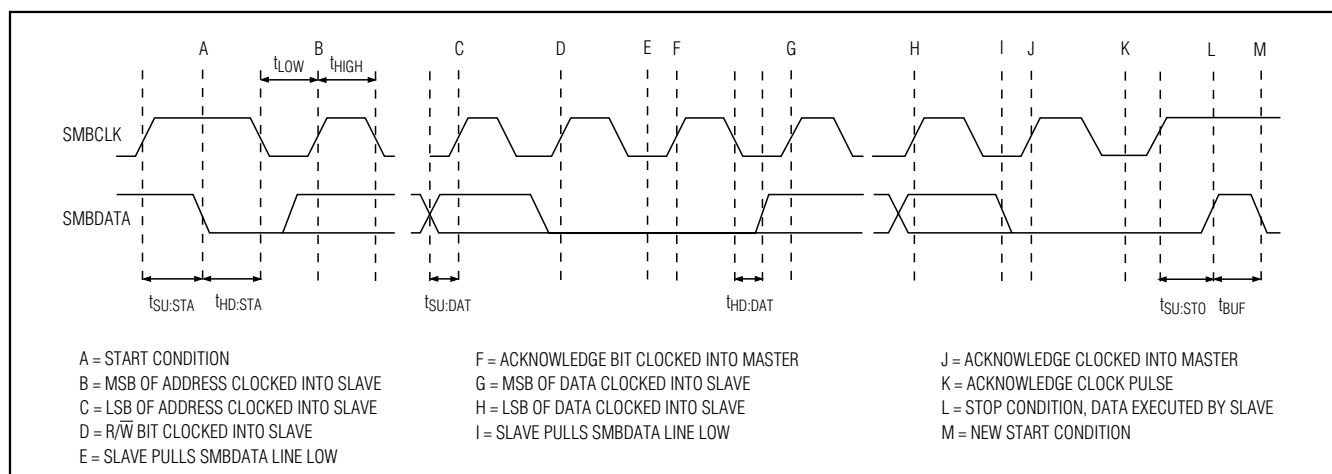 A B C D E F G H I J K L M
tLOW tHIGH
SMBCLK
SMBDATA
tSU:STA tHD:STA tSU:DAT tHD:DAT tSU:STO tBUF
A = START CONDITION
B = MSB OF ADDRESS CLOCKED INTO SLAVE
C = LSB OF ADDRESS CLOCKED INTO SLAVE
D = R/W̅ BIT CLOCKED INTO SLAVE
E = SLAVE PULLS SMBDATA LINE LOW
F = ACKNOWLEDGE BIT CLOCKED INTO MASTER
G = MSB OF DATA CLOCKED INTO SLAVE
H = LSB OF DATA CLOCKED INTO SLAVE
I = SLAVE PULLS SMBDATA LINE LOW
J = ACKNOWLEDGE CLOCKED INTO MASTER
K = ACKNOWLEDGE CLOCK PULSE
L = STOP CONDITION, DATA EXECUTED BY SLAVE
M = NEW START CONDITION